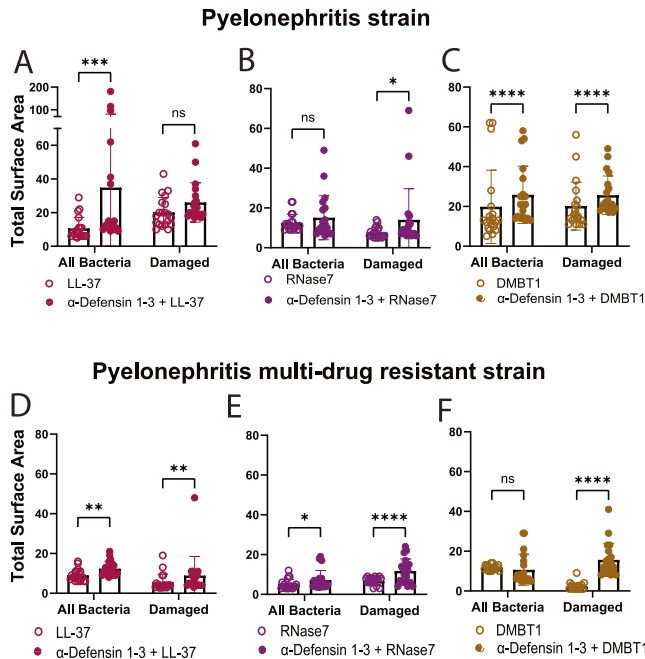 Pyelonephritis strain
A
B
C
Total Surface Area
200
150
100
60
40
20
0
***
ns
All Bacteria
Damaged
LL-37
α-Defensin 1-3 + LL-37
80
60
40
20
0
ns
*
All Bacteria
Damaged
RNase7
α-Defensin 1-3 + RNase7
80
60
40
20
0
****
****
All Bacteria
Damaged
DMBT1
α-Defensin 1-3 + DMBT1
Pyelonephritis multi-drug resistant strain
D
E
F
Total Surface Area
80
60
40
20
0
**
**
All Bacteria
Damaged
LL-37
α-Defensin 1-3 + LL-37
80
60
40
20
0
*
****
All Bacteria
Damaged
RNase7
α-Defensin 1-3 + RNase7
80
60
40
20
0
ns
****
All Bacteria
Damaged
DMBT1
α-Defensin 1-3 + DMBT1